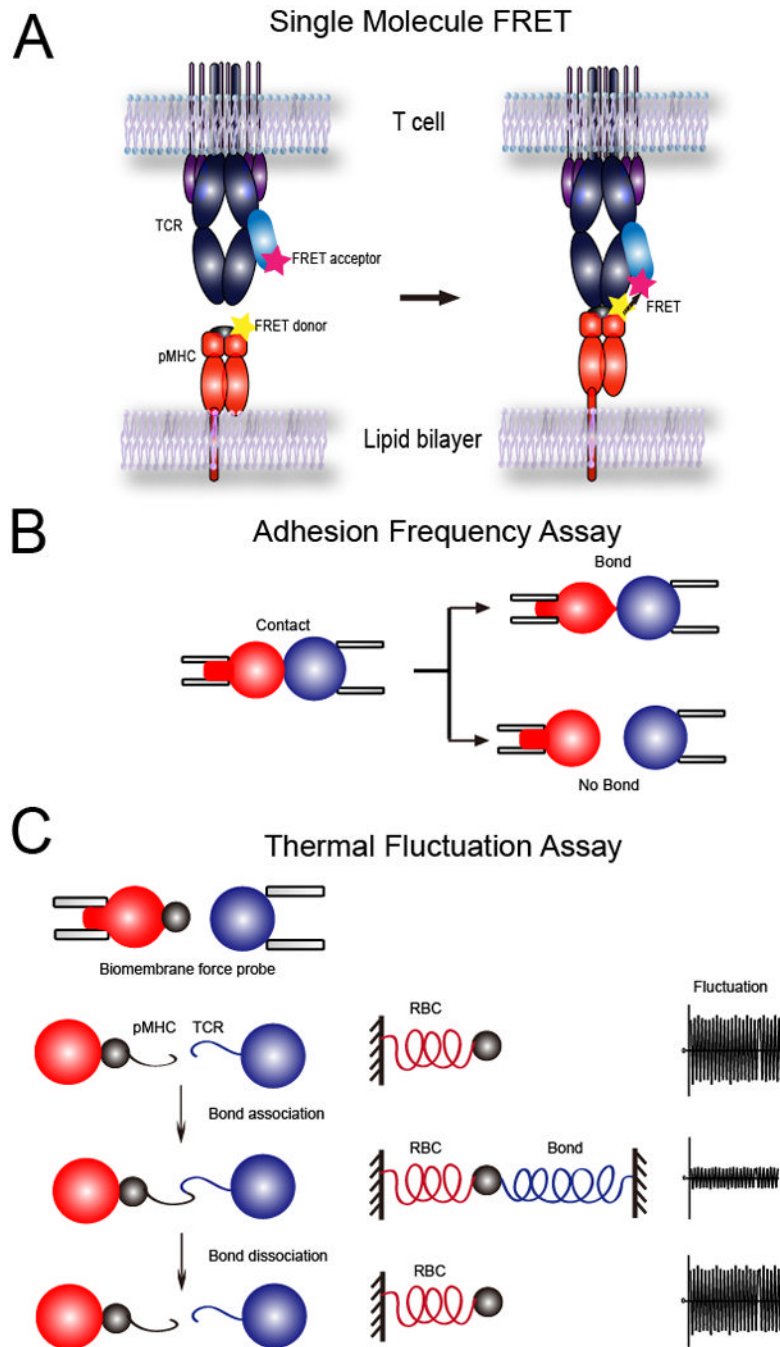 A
Single Molecule FRET
T cell
TCR
FRET acceptor
FRET donor
FRET
pMHC
Lipid bilayer
B
Adhesion Frequency Assay
Bond
Contact
No Bond
C
Thermal Fluctuation Assay
Biomembrane force probe
Fluctuation
pMHC TCR
RBC
Bond association
RBC
Bond
Bond dissociation
RBC